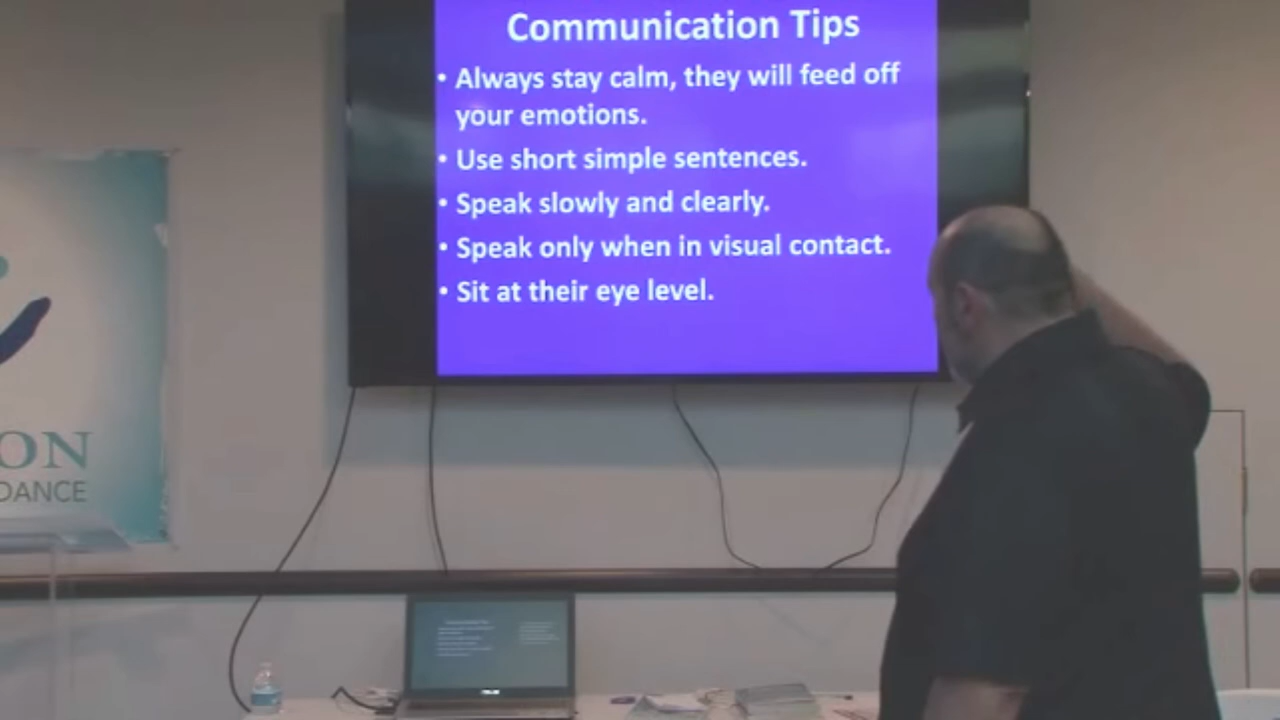 Communication Tips
• Always stay calm, they will feed off
your emotions.
• Use short simple sentences.
• Speak slowly and clearly.
• Speak only when in visual contact.
• Sit at their eye level.
ON
DANCE
ASUS